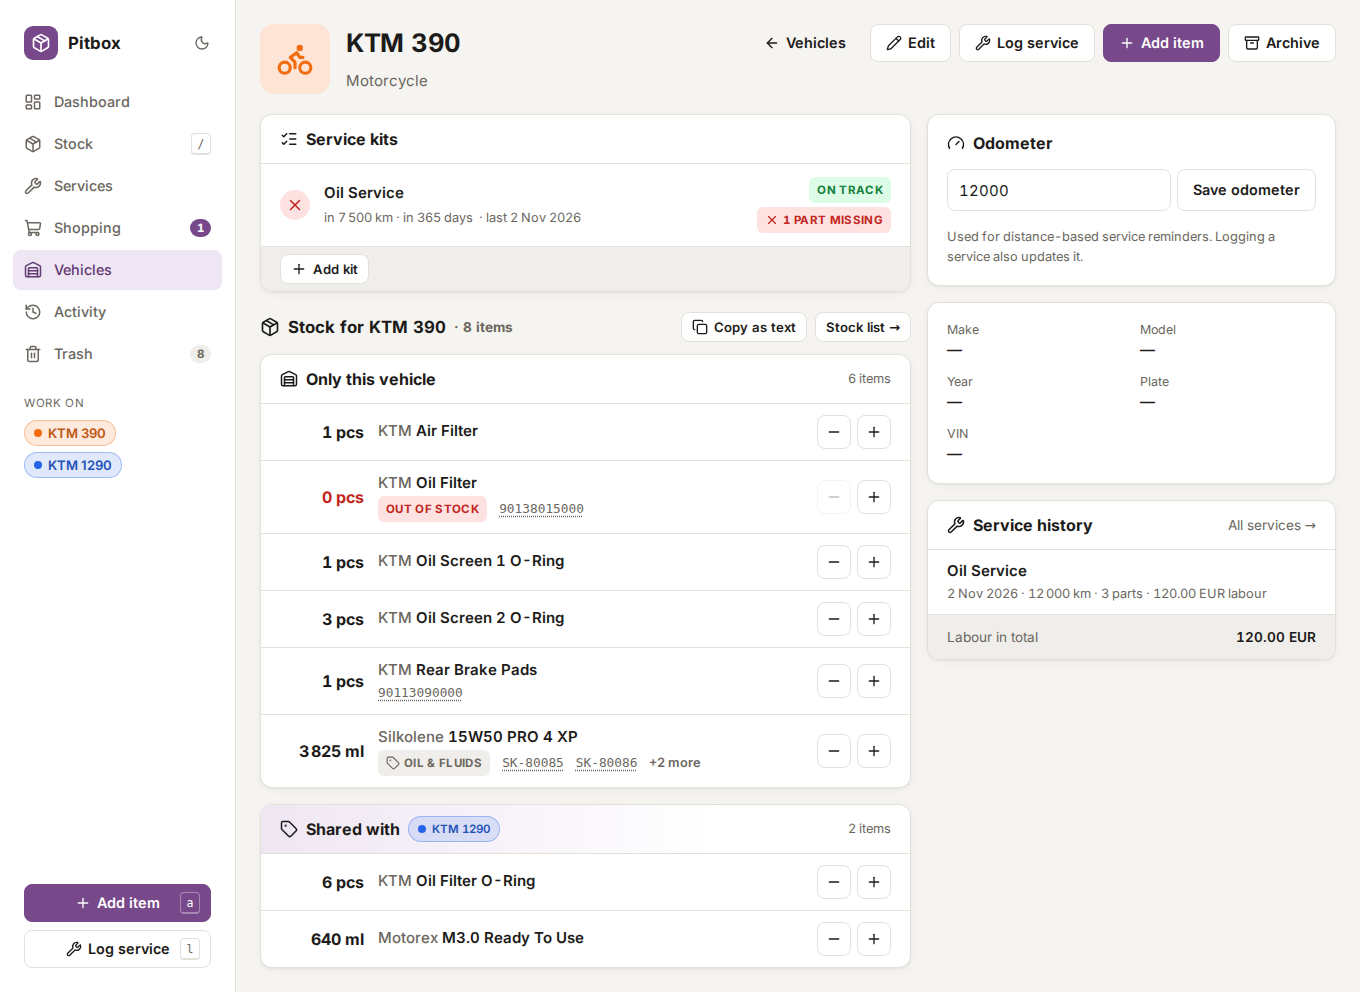 Pitbox
Dashboard
Stock /
Services
Shopping 1
Vehicles
Activity
Trash 8
WORK ON
KTM 390
KTM 1290
+ Add item a
Log service l
KTM 390
Motorcycle
← Vehicles
Edit
Log service
+ Add item
Archive
Service kits
Oil Service
in 7 500 km · in 365 days · last 2 Nov 2026
ON TRACK
1 PART MISSING
+ Add kit
Stock for KTM 390 · 8 items
Copy as text
Stock list →
Only this vehicle 6 items
1 pcs KTM Air Filter
0 pcs KTM Oil Filter
OUT OF STOCK 90138015000
1 pcs KTM Oil Screen 1 O-Ring
3 pcs KTM Oil Screen 2 O-Ring
1 pcs KTM Rear Brake Pads
90113090000
3 825 ml Silkolene 15W50 PRO 4 XP
OIL & FLUIDS SK-80085 SK-80086 +2 more
Shared with KTM 1290 2 items
6 pcs KTM Oil Filter O-Ring
640 ml Motorex M3.0 Ready To Use
Odometer
12000 Save odometer
Used for distance-based service reminders. Logging a
service also updates it.
Make Model
— —
Year Plate
— —
VIN
—
Service history All services →
Oil Service
2 Nov 2026 · 12 000 km · 3 parts · 120.00 EUR labour
Labour in total 120.00 EUR